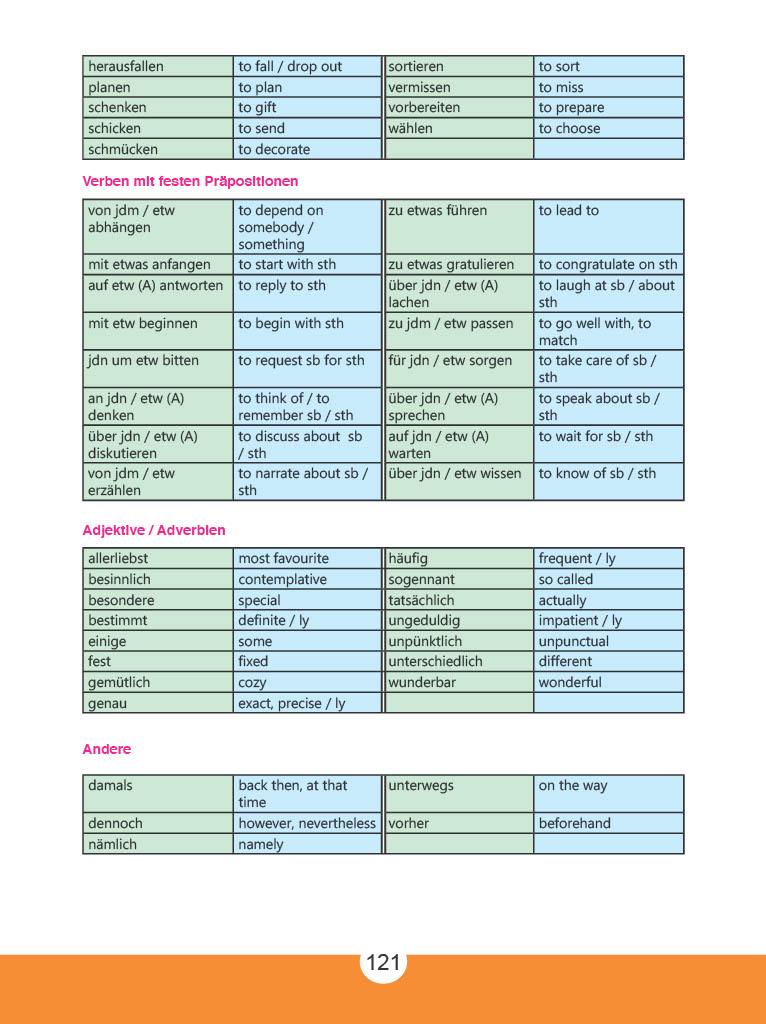 herausfallen to fall / drop out sortieren to sort
planen to plan vermissen to miss
schenken to gift vorbereiten to prepare
schicken to send wählen to choose
schmücken to decorate
Verben mit festen Präpositionen
von jdm / etw to depend on zu etwas führen to lead to
abhängen somebody /
something
mit etwas anfangen to start with sth zu etwas gratulieren to congratulate on sth
auf etw (A) antworten to reply to sth über jdn / etw (A) to laugh at sb / about
lachen sth
mit etw beginnen to begin with sth zu jdm / etw passen to go well with, to
match
jdn um etw bitten to request sb for sth für jdn / etw sorgen to take care of sb /
sth
an jdn / etw (A) to think of / to über jdn / etw (A) to speak about sb /
denken remember sb / sth sprechen sth
über jdn / etw (A) to discuss about sb auf jdn / etw (A) to wait for sb / sth
diskutieren / sth warten
von jdm / etw to narrate about sb / über jdn / etw wissen to know of sb / sth
erzählen sth
Adjektive / Adverbien
allerliebst most favourite häufig frequent / ly
besinnlich contemplative sogennant so called
besondere special tatsächlich actually
bestimmt definite / ly ungeduldig impatient / ly
einige some unpünktlich unpunctual
fest fixed unterschiedlich different
gemütlich cozy wunderbar wonderful
genau exact, precise / ly
Andere
damals back then, at that unterwegs on the way
time
dennoch however, nevertheless vorher beforehand
nämlich namely
121